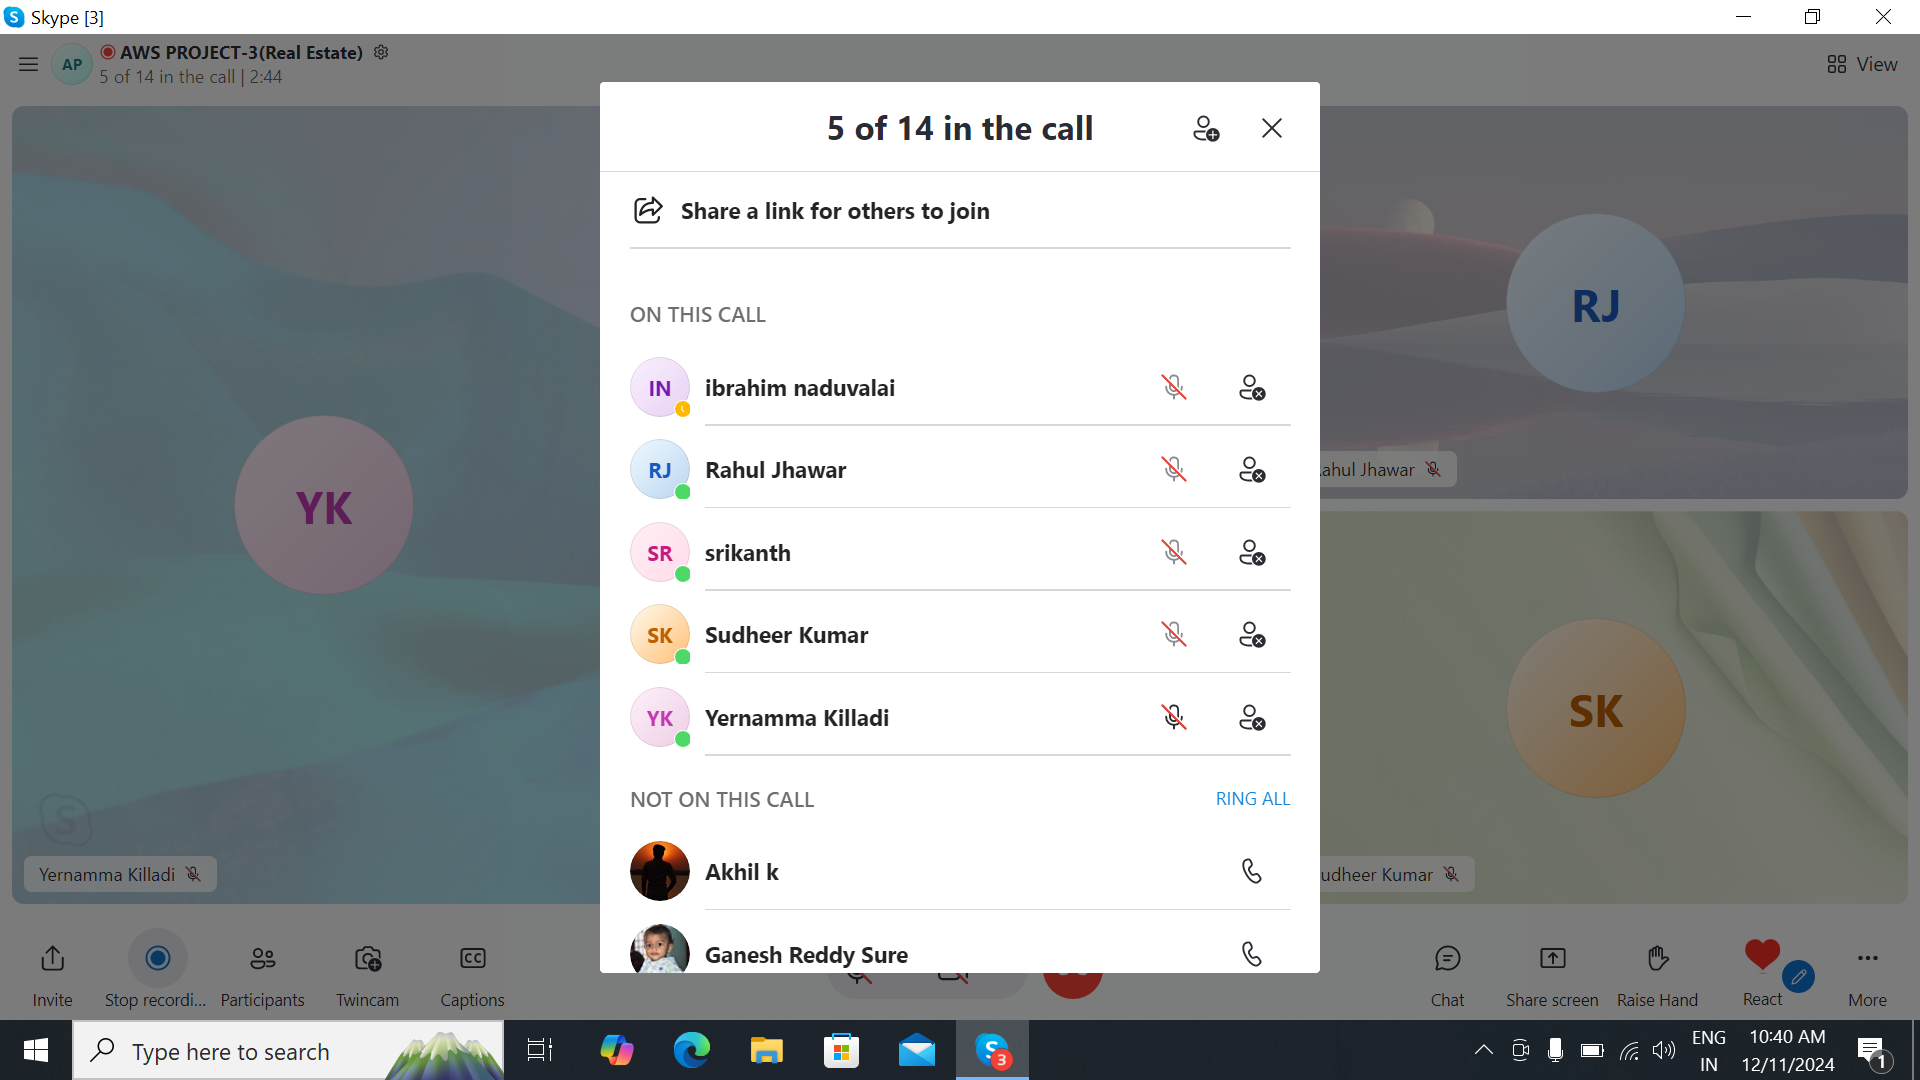 Skype [3]
AP
AWS PROJECT-3(Real Estate)
5 of 14 in the call | 2:44
View
5 of 14 in the call
Share a link for others to join
ON THIS CALL
IN
ibrahim naduvalai
RJ
Rahul Jhawar
SR
srikanth
SK
Sudheer Kumar
YK
Yernamma Killadi
NOT ON THIS CALL
RING ALL
Akhil k
Ganesh Reddy Sure
YK
Yernamma Killadi
RJ
ahul Jhawar
SK
udheer Kumar
Invite
Stop recordi...
Participants
CC
Twincam
Captions
Chat
Share screen
Raise Hand
React
More
Type here to search
S
3
ENG
IN
10:40 AM
12/11/2024
1